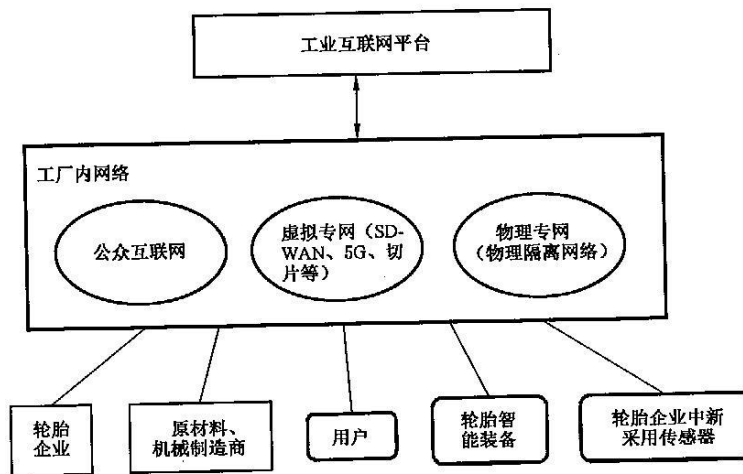 工业互联网平台
工厂内网络
公众互联网
虚拟专网（SD-
WAN、5G、切
片等）
物理专网
（物理隔离网络）
轮胎
企业
原材料、
机械制造商
用户
轮胎智
能装备
轮胎企业中新
采用传感器